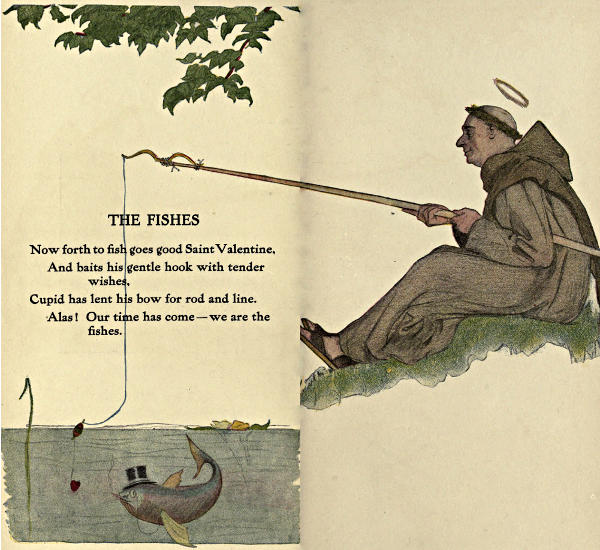 THE FISHES
Now forth to fish goes good Saint Valentine,
And baits his gentle hook with tender
wishes,
Cupid has lent his bow for rod and line.
Alas! Our time has come—we are the
fishes.